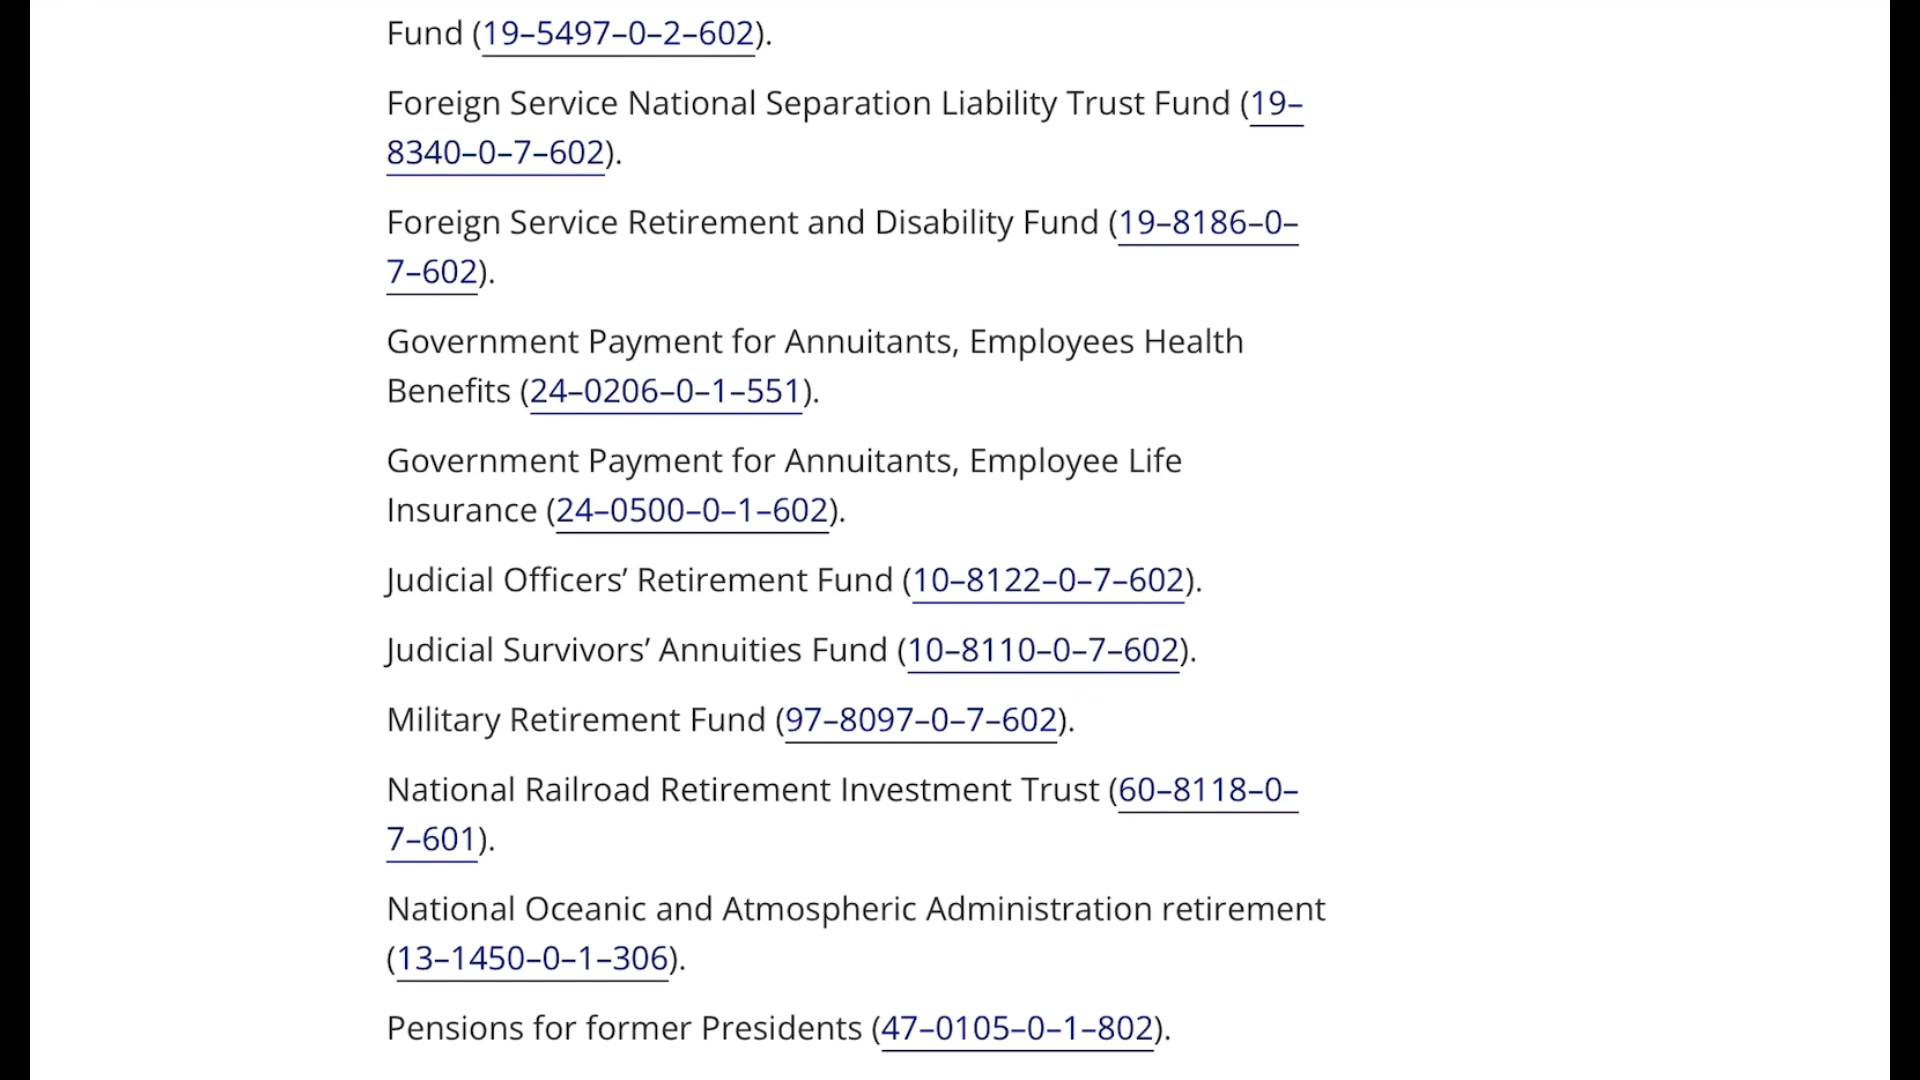 Fund (19–5497–0–2–602).
Foreign Service National Separation Liability Trust Fund (19–
8340–0–7–602).
Foreign Service Retirement and Disability Fund (19–8186–0–
7–602).
Government Payment for Annuitants, Employees Health
Benefits (24–0206–0–1–551).
Government Payment for Annuitants, Employee Life
Insurance (24–0500–0–1–602).
Judicial Officers’ Retirement Fund (10–8122–0–7–602).
Judicial Survivors’ Annuities Fund (10–8110–0–7–602).
Military Retirement Fund (97–8097–0–7–602).
National Railroad Retirement Investment Trust (60–8118–0–
7–601).
National Oceanic and Atmospheric Administration retirement
(13–1450–0–1–306).
Pensions for former Presidents (47–0105–0–1–802).